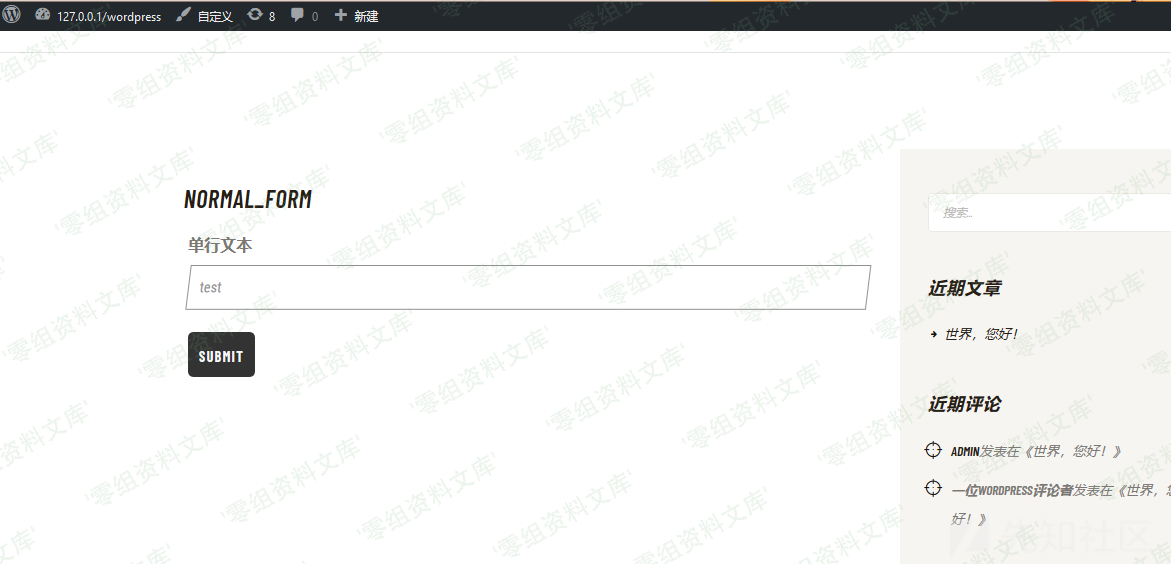 127.0.0.1/wordpress 自定义 8 0 新建
NORMAL_FORM
单行文本
test
SUBMIT
搜索...
近期文章
世界，您好！
近期评论
ADMIN发表在《世界，您好！》
一位WORDPRESS评论者发表在《世界，您
好！》
'零组资料文库'
先知社区